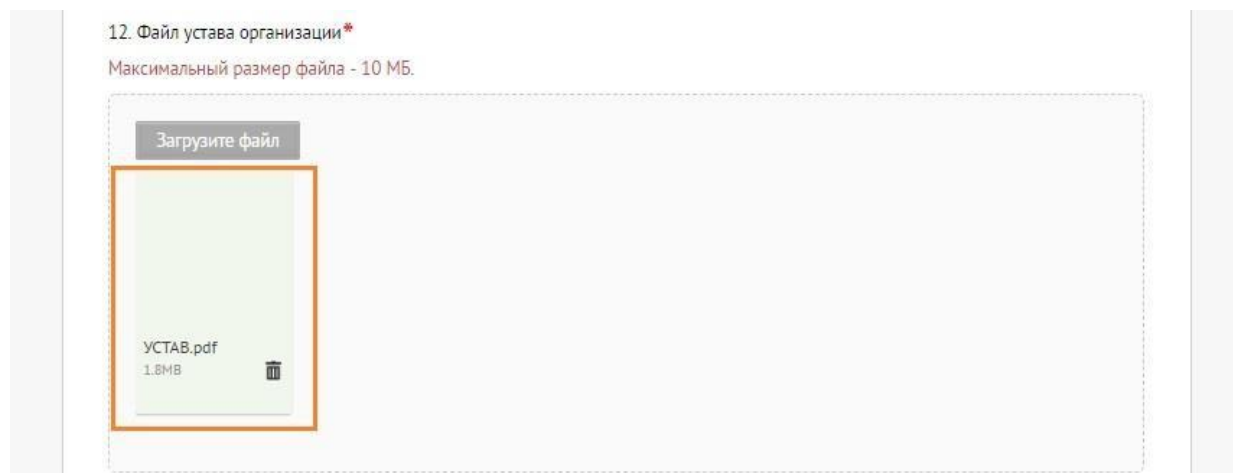 12. Файл устава организации*
Максимальный размер файла - 10 МБ.
Загрузите файл
УСТАВ.pdf
1.8MB